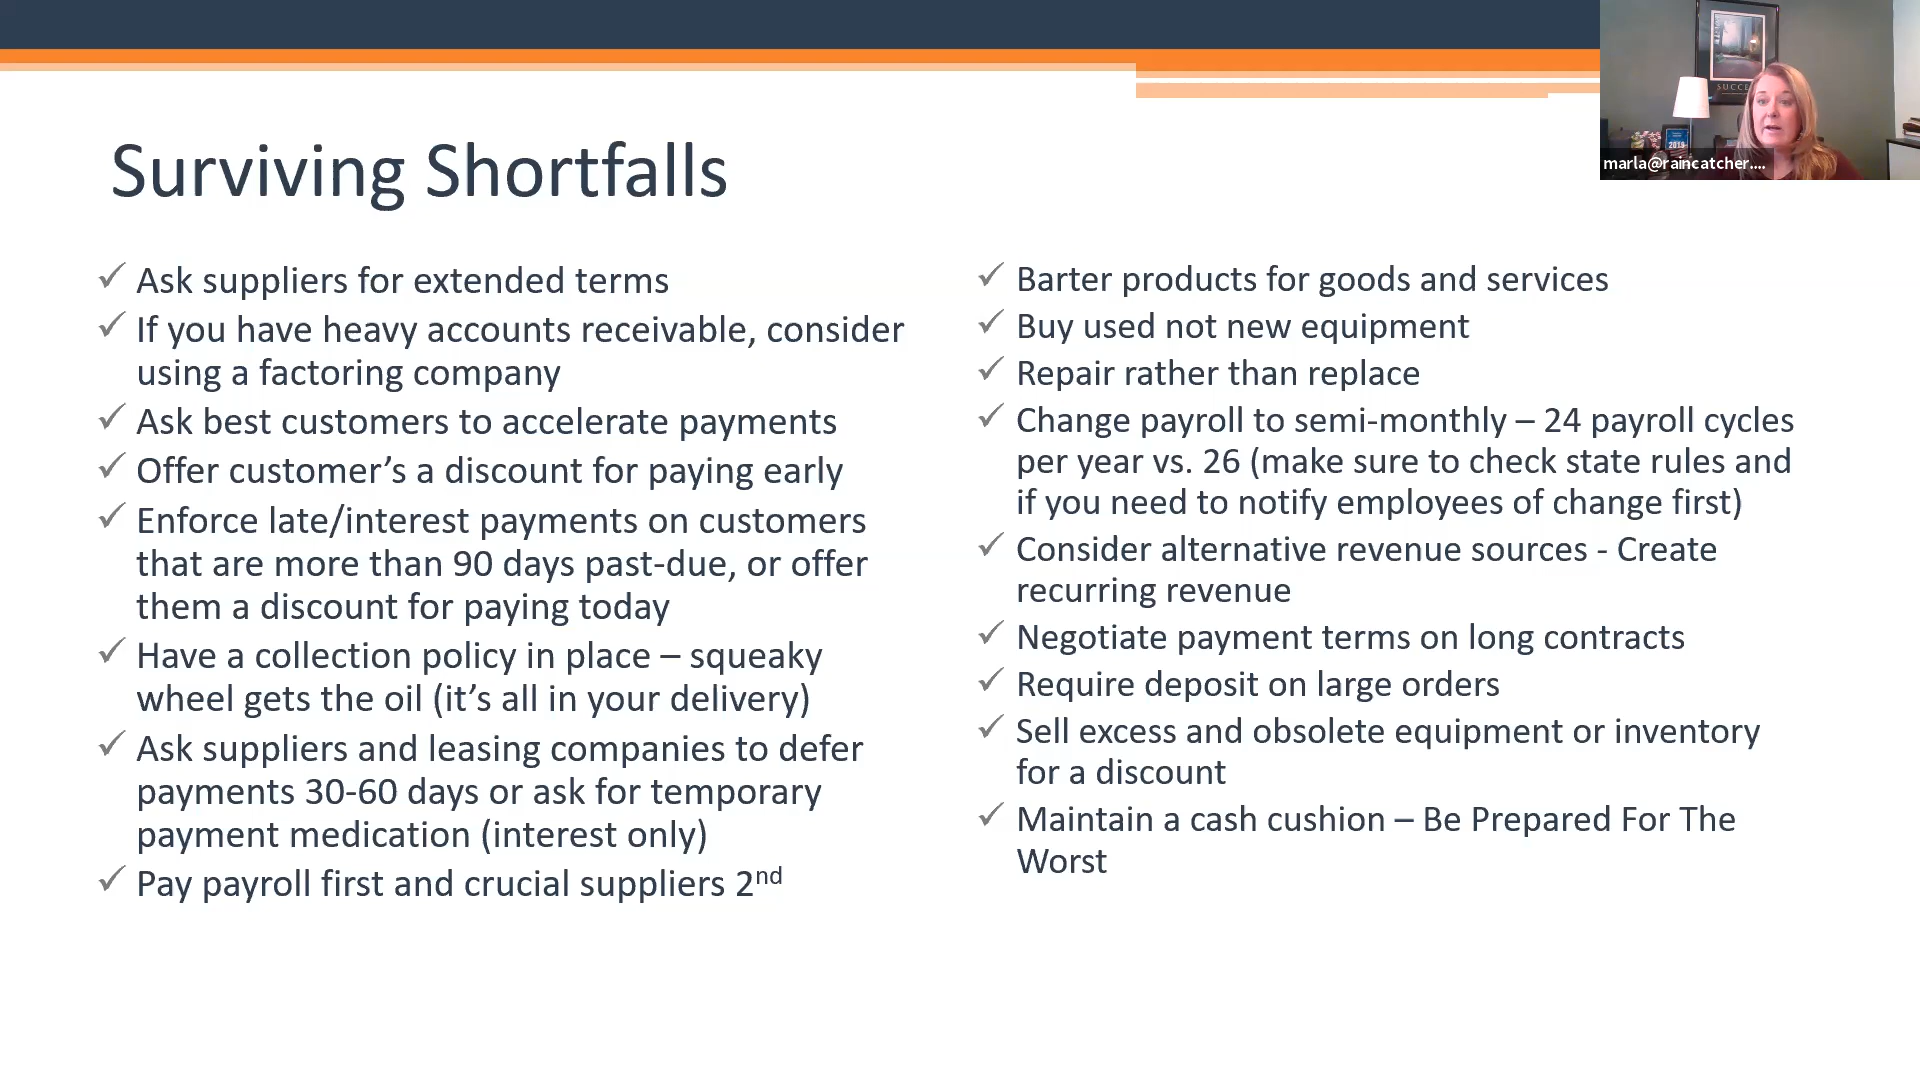 Surviving Shortfalls
✓ Ask suppliers for extended terms
✓ If you have heavy accounts receivable, consider
using a factoring company
✓ Ask best customers to accelerate payments
✓ Offer customer’s a discount for paying early
✓ Enforce late/interest payments on customers
that are more than 90 days past-due, or offer
them a discount for paying today
✓ Have a collection policy in place – squeaky
wheel gets the oil (it’s all in your delivery)
✓ Ask suppliers and leasing companies to defer
payments 30-60 days or ask for temporary
payment medication (interest only)
✓ Pay payroll first and crucial suppliers 2nd
✓ Barter products for goods and services
✓ Buy used not new equipment
✓ Repair rather than replace
✓ Change payroll to semi-monthly – 24 payroll cycles
per year vs. 26 (make sure to check state rules and
if you need to notify employees of change first)
✓ Consider alternative revenue sources - Create
recurring revenue
✓ Negotiate payment terms on long contracts
✓ Require deposit on large orders
✓ Sell excess and obsolete equipment or inventory
for a discount
✓ Maintain a cash cushion – Be Prepared For The
Worst
2019
marla@raincatcher....